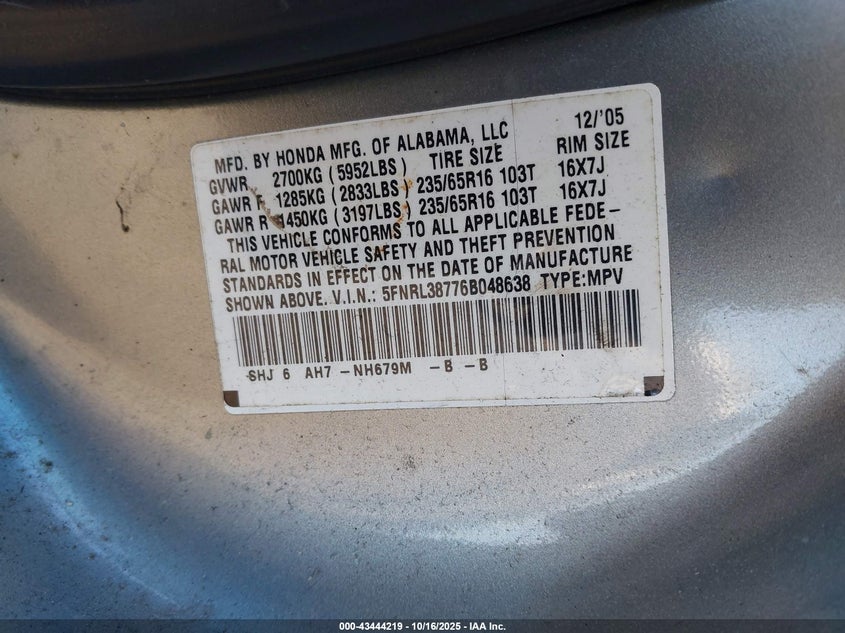 12/'05
MFD. BY HONDA MFG. OF ALABAMA, LLC
GVWR 2700KG (5952LBS) TIRE SIZE RIM SIZE
GAWR F 1285KG (2833LBS) 235/65R16 103T 16X7J
GAWR R 1450KG (3197LBS) 235/65R16 103T 16X7J
THIS VEHICLE CONFORMS TO ALL APPLICABLE FEDE-
RAL MOTOR VEHICLE SAFETY AND THEFT PREVENTION
STANDARDS IN EFFECT ON THE DATE OF MANUFACTURE
SHOWN ABOVE. V.I.N.: 5FNRL38776B048638 TYPE:MPV
SHJ 6 AH7 -NH679M -B -B
000-43444219 - 10/16/2025 - IAA Inc.